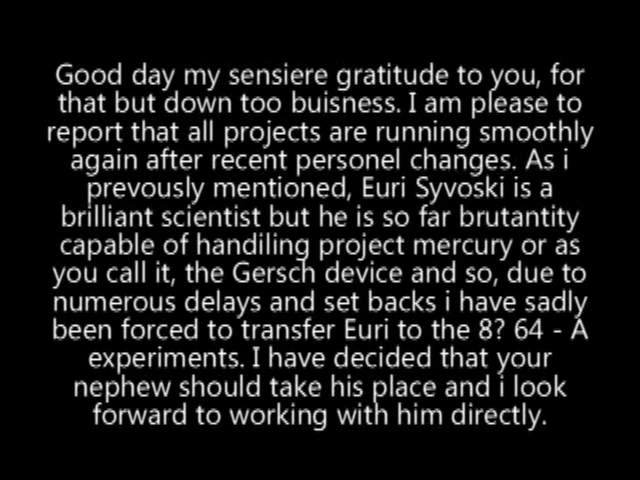 Good day my sensiere gratitude to you, for
that but down too buisness. I am please to
report that all projects are running smoothly
again after recent personel changes. As i
prevously mentioned, Euri Syvoski is a
brilliant scientist but he is so far brutantity
capable of handiling project mercury or as
you call it, the Gersch device and so, due to
numerous delays and set backs i have sadly
been forced to transfer Euri to the 8? 64 - A
experiments. I have decided that your
nephew should take his place and i look
forward to working with him directly.